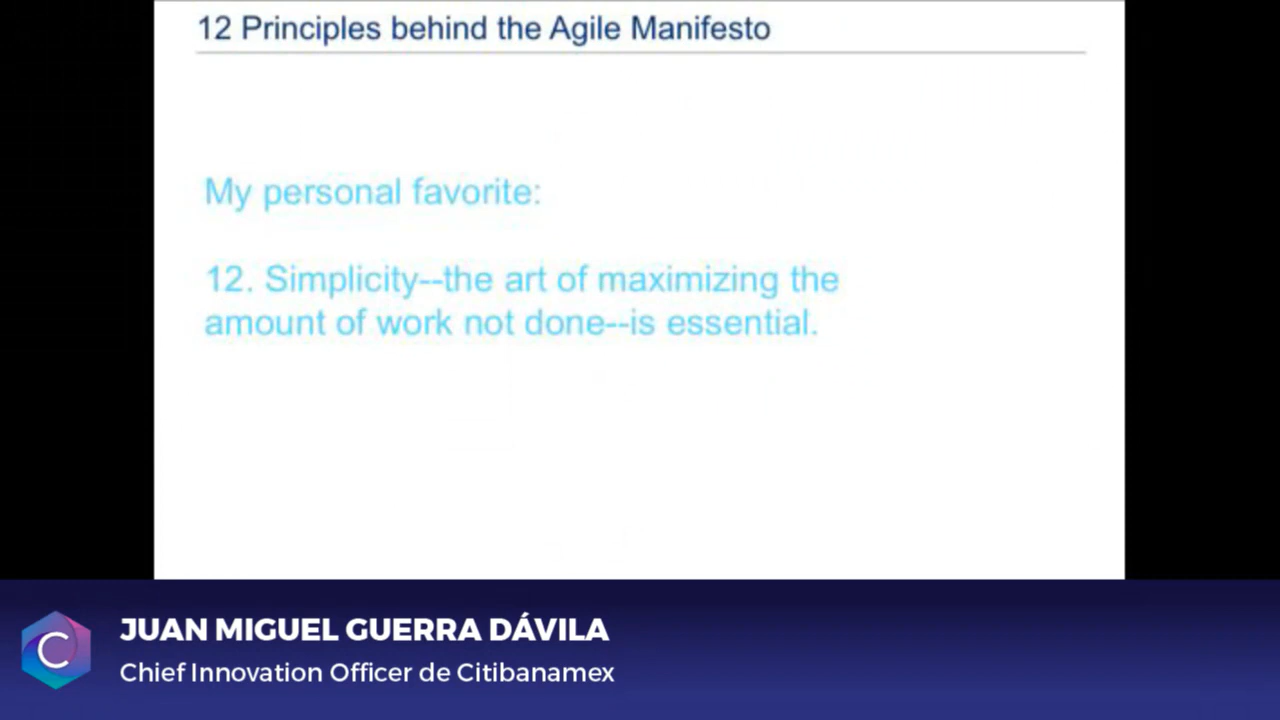 12 Principles behind the Agile Manifesto
My personal favorite:
12. Simplicity--the art of maximizing the
amount of work not done--is essential.
C
JUAN MIGUEL GUERRA DÁVILA
Chief Innovation Officer de Citibanamex